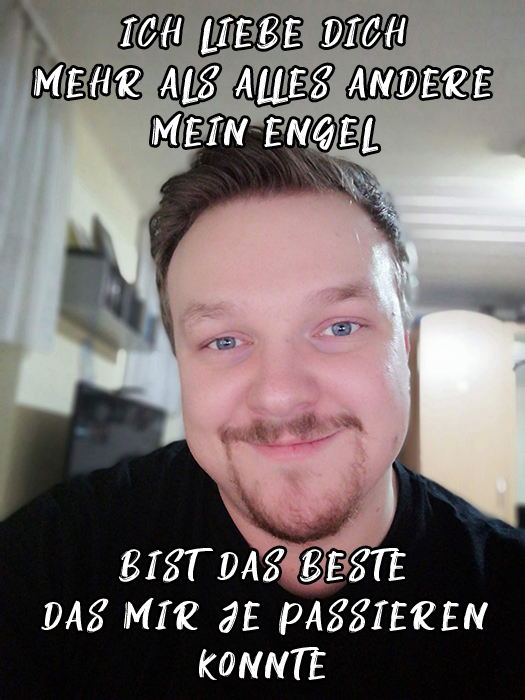 ICH LIEBE DICH
MEHR ALS ALLES ANDERE
MEIN ENGEL
BIST DAS BESTE
DAS MIR JE PASSIEREN
KONNTE